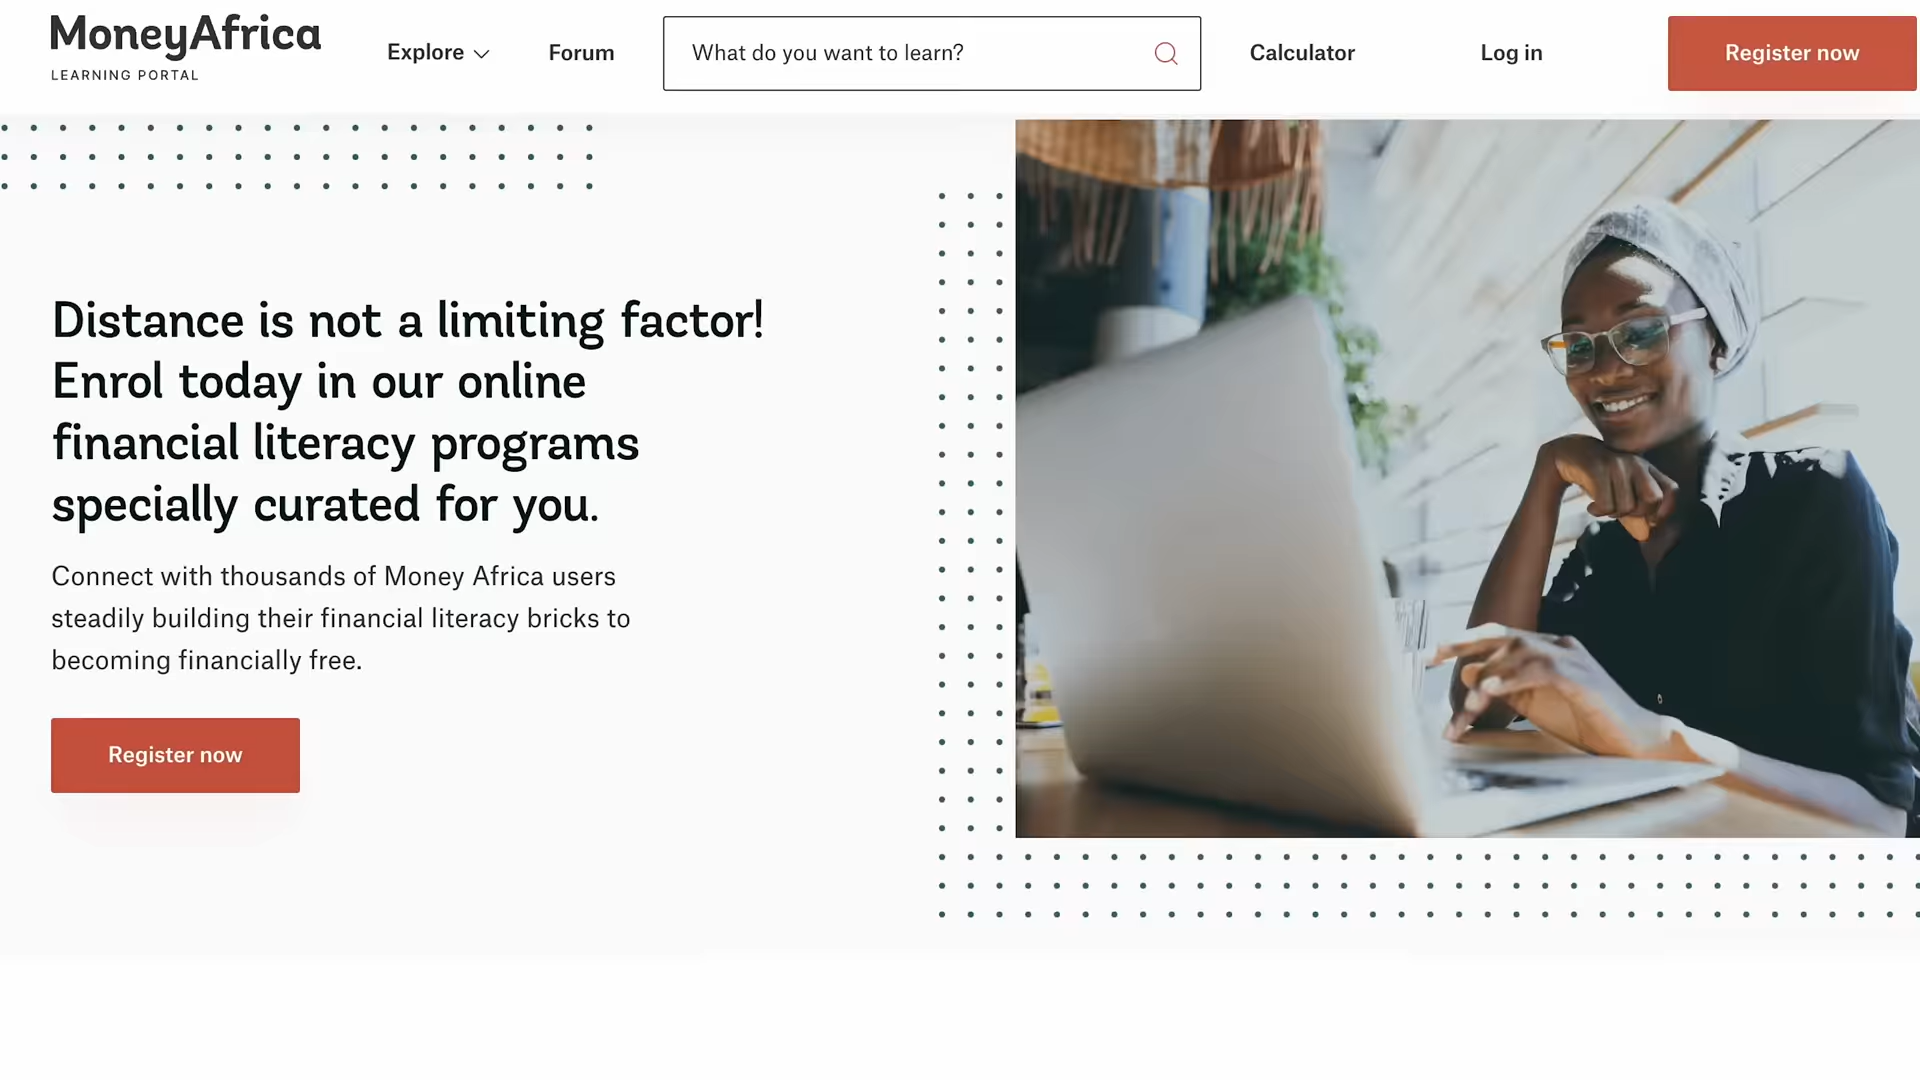 MoneyAfrica
LEARNING PORTAL
Explore
Forum
What do you want to learn?
Calculator
Log in
Register now
Distance is not a limiting factor!
Enrol today in our online
financial literacy programs
specially curated for you.
Connect with thousands of Money Africa users
steadily building their financial literacy bricks to
becoming financially free.
Register now